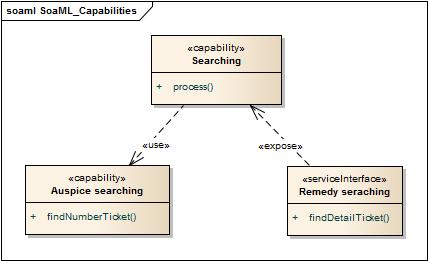 soaml SoaML_Capabilities
«capability»
Searching
+ process()
«use»
«expose»
«capability»
Auspice searching
+ findNumberTicket()
«serviceInterface»
Remedy seraching
+ findDetailTicket()